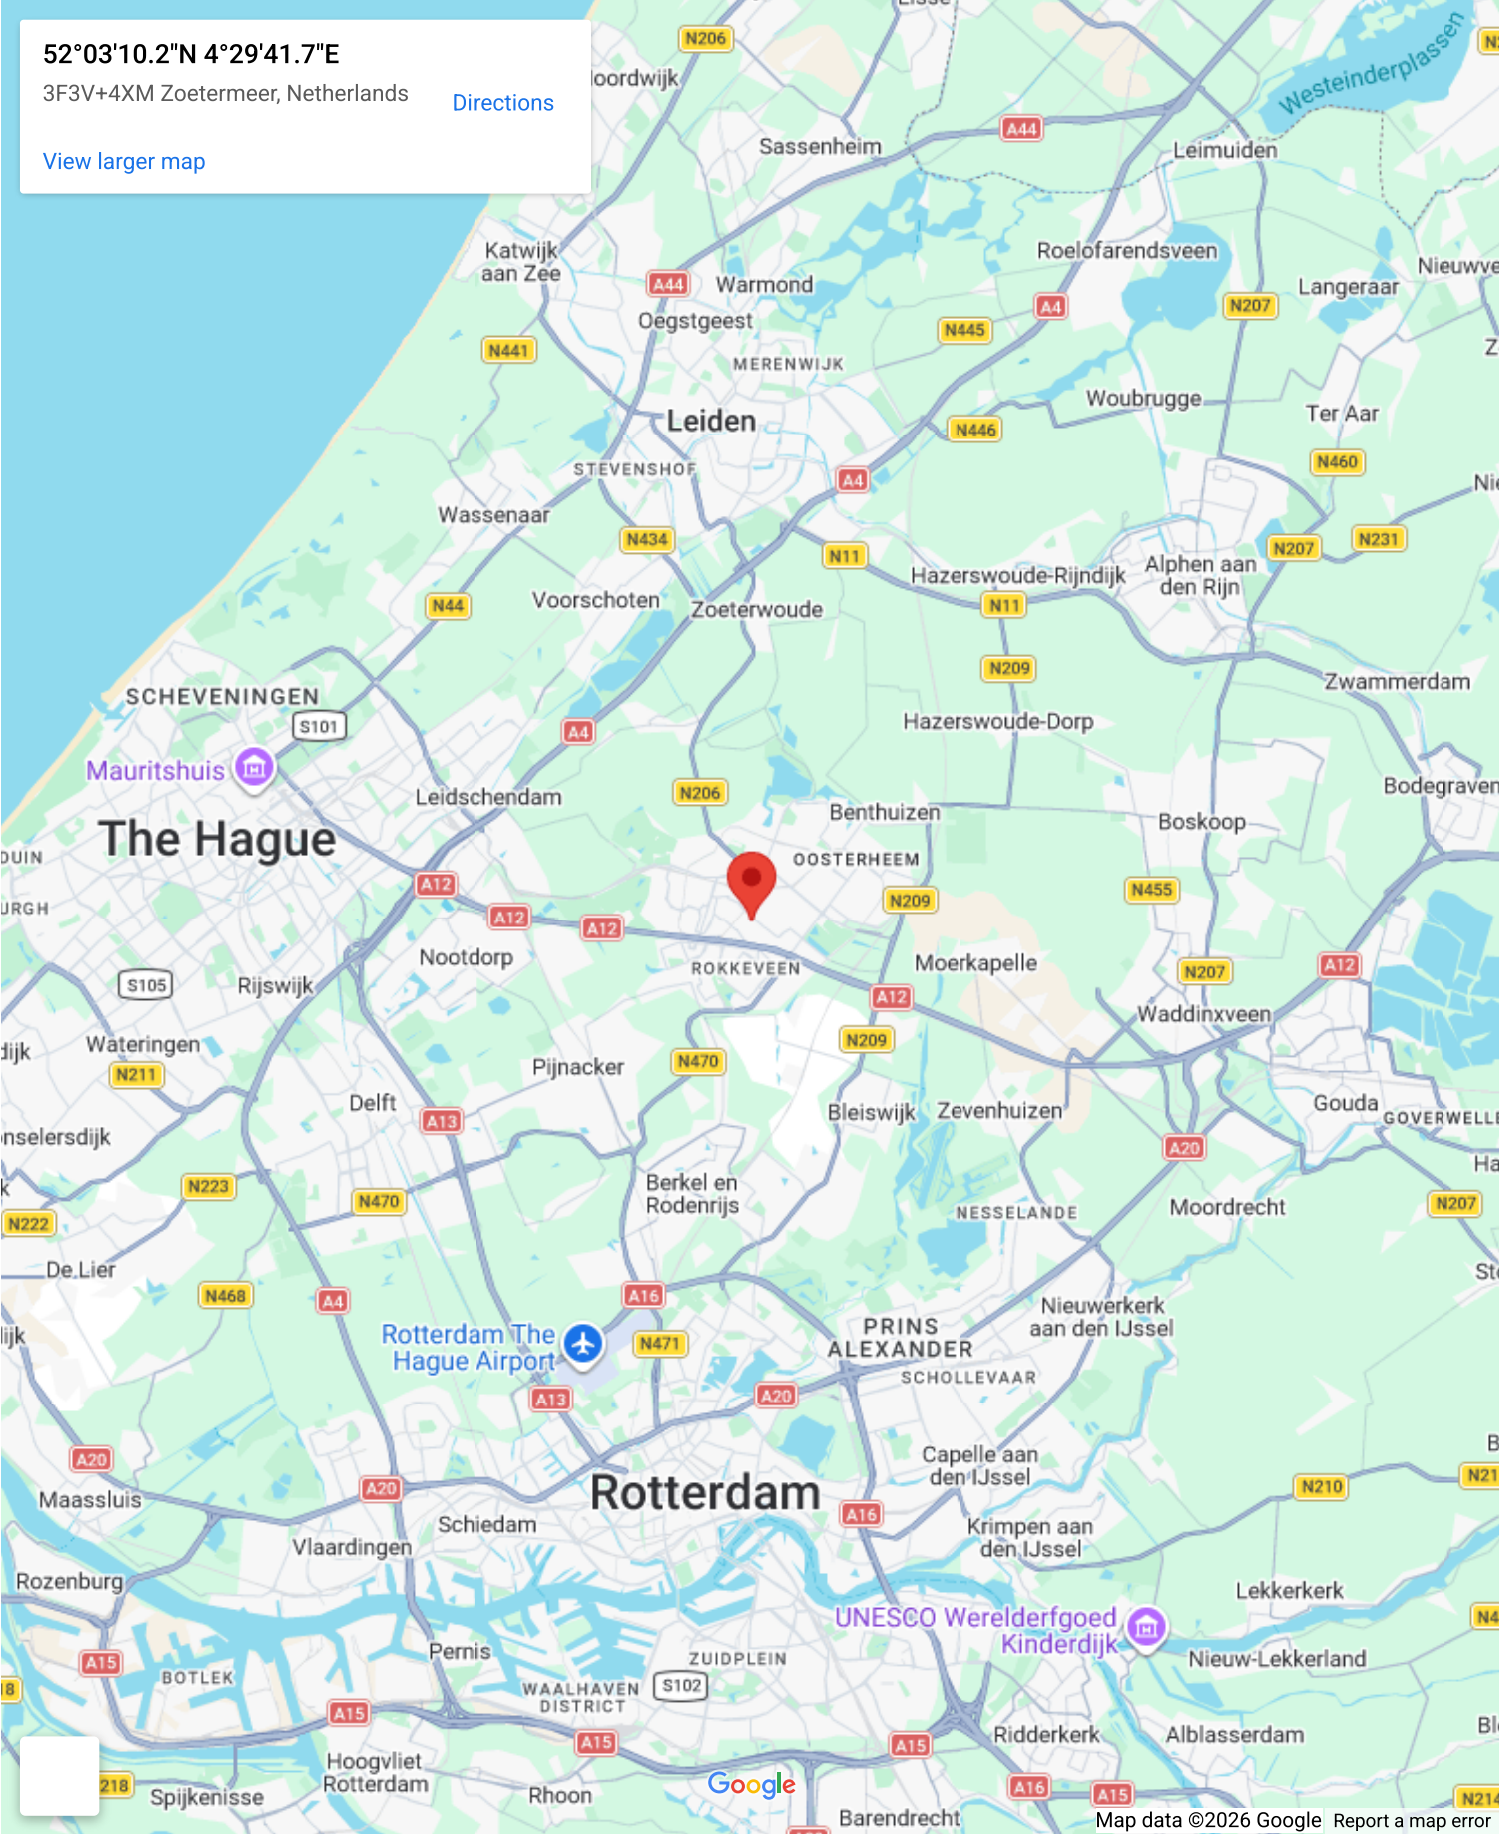 52°03'10.2"N 4°29'41.7"E
3F3V+4XM Zoetermeer, Netherlands
Directions
View larger map
N206
Sassenheim
A44
Westeinderplassen
Leimuiden
Katwijk
aan Zee
A44
Warmond
Oegstgeest
Roelofarendsveen
A4
N207
Langeraar
N441
N445
MERENWIJK
Woubrugge
Ter Aar
Leiden
N446
STEVENSHOF
A4
N460
Wassenaar
N434
N11
N207
N231
Hazerswoude-Rijndijk
Alphen aan
den Rijn
N44
Voorschoten
Zoeterwoude
N11
N209
Zwammerdam
SCHEVENINGEN
S101
A4
Hazerswoude-Dorp
Mauritshuis
Leidschendam
N206
Benthuizen
Bodegraven
Boskoop
The Hague
OOSTERHEEM
A12
N209
N455
A12
A12
Nootdorp
ROKKEVEEN
Moerkapelle
A12
N207
S105
Rijswijk
A12
Waddinxveen
Wateringen
N209
N211
Pijnacker
N470
Delft
A13
Bleiswijk
Zevenhuizen
Gouda
A20
N223
N470
Berkel en
Rodenrijs
N222
NESSELANDE
Moordrecht
N207
De Lier
N468
A4
A16
Nieuwerkerk
aan den IJssel
Rotterdam The
Hague Airport
N471
PRINS
ALEXANDER
SCHOLLEVAAR
A13
A20
A20
Capelle aan
den IJssel
Maassluis
A20
Rotterdam
N210
A16
Schiedam
Krimpen aan
den IJssel
Vlaardingen
Rozenburg
Lekkerkerk
UNESCO Werelderfgoed
Kinderdijk
Pernis
A15
BOTLEK
ZUIDPLEIN
Nieuw-Lekkerland
S102
WAALHAVEN
DISTRICT
A15
A15
A15
Ridderkerk
Alblasserdam
Hoogvliet
Rotterdam
218
Spijkenisse
Rhoon
Google
A16
A15
N214
Barendrecht
Map data ©2026 Google
Report a map error